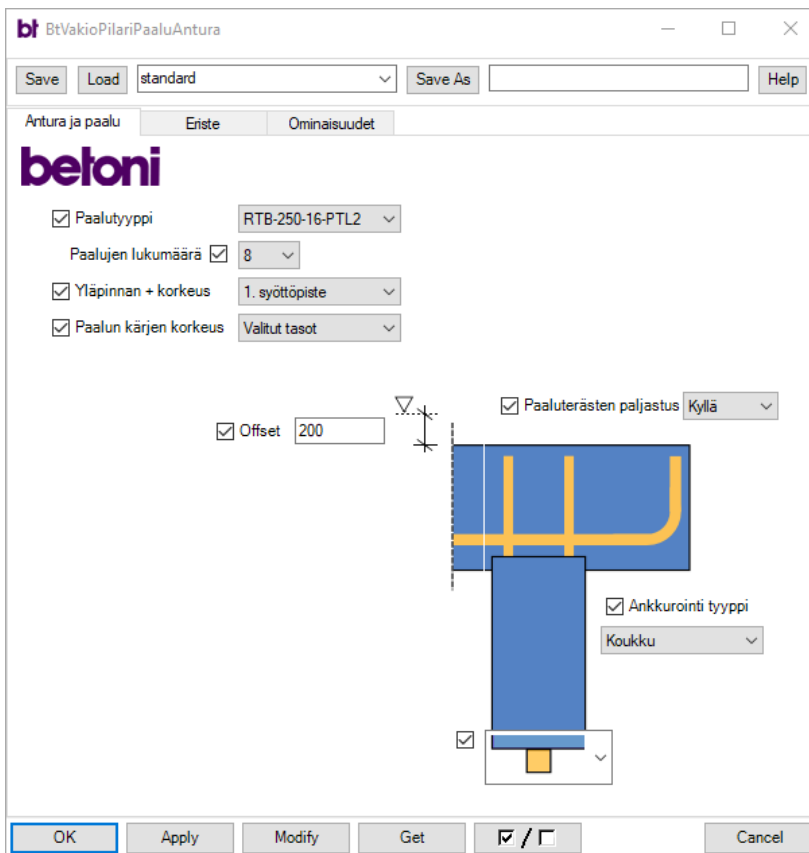 bt BtVakioPilariPaaluAntura
Save Load standard Save As Help
Antura ja paalu Eriste Ominaisuudet
betoni
Paalutyyppi RTB-250-16-PTL2
Paalujen lukumäärä 8
Yläpinnan + korkeus 1. syöttöpiste
Paalun kärjen korkeus Valitut tasot
Paaluterästen paljastus Kyllä
Offset 200
Ankkurointi tyyppi
Koukku
OK Apply Modify Get / Cancel